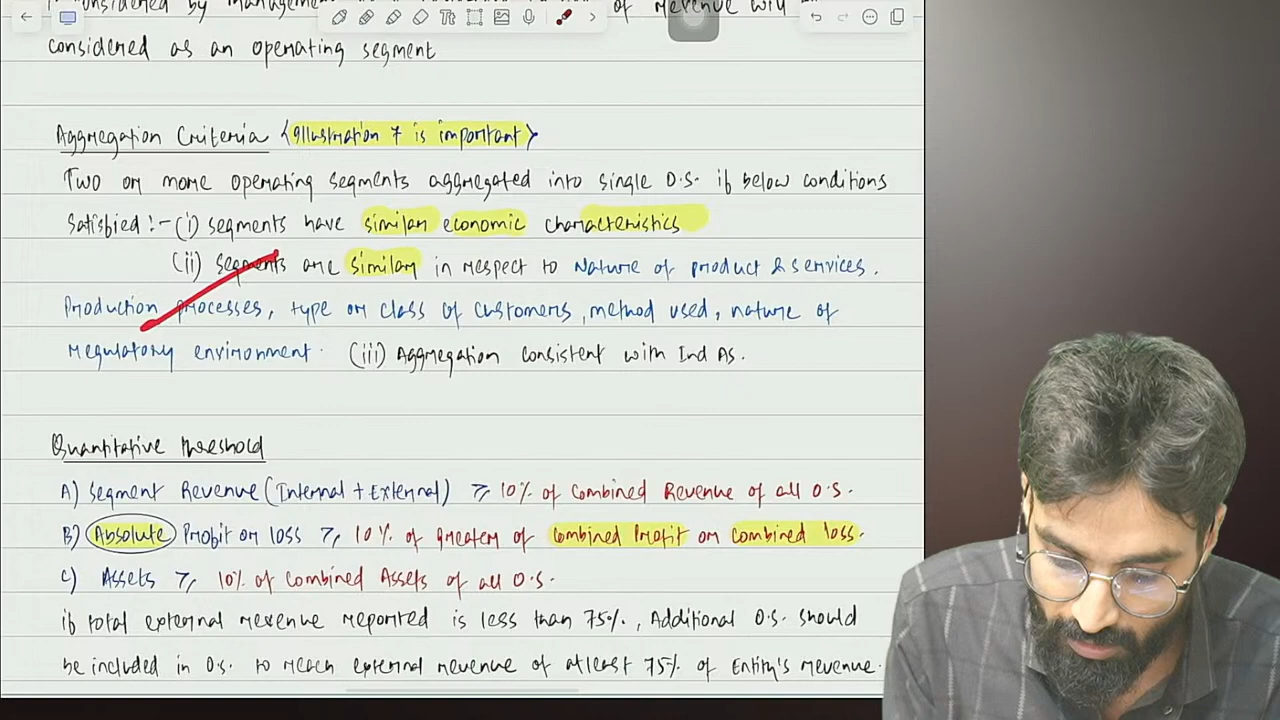 considered as an operating segment
Aggregation Criteria <Illustration 7 is important>
Two or more operating segments aggregated into single O.S. if below conditions
Satisfied :- (i) segments have similar economic characteristics
(ii) segments are similar in respect to Nature of product & services.
Production processes, type or class of customers, method used, nature of
regulatory environment. (iii) Aggregation consistent with Ind AS.
Quantitative threshold
A) Segment Revenue (Internal + External) ≥ 10% of Combined Revenue of all O.S.
B) Absolute Profit or loss ≥ 10% of greater of combined Profit or combined loss.
C) Assets ≥ 10% of Combined Assets of all O.S.
if total external revenue reported is less than 75%, Additional O.S. should
be included in O.S. to reach external revenue of atleast 75% of Entity's revenue.